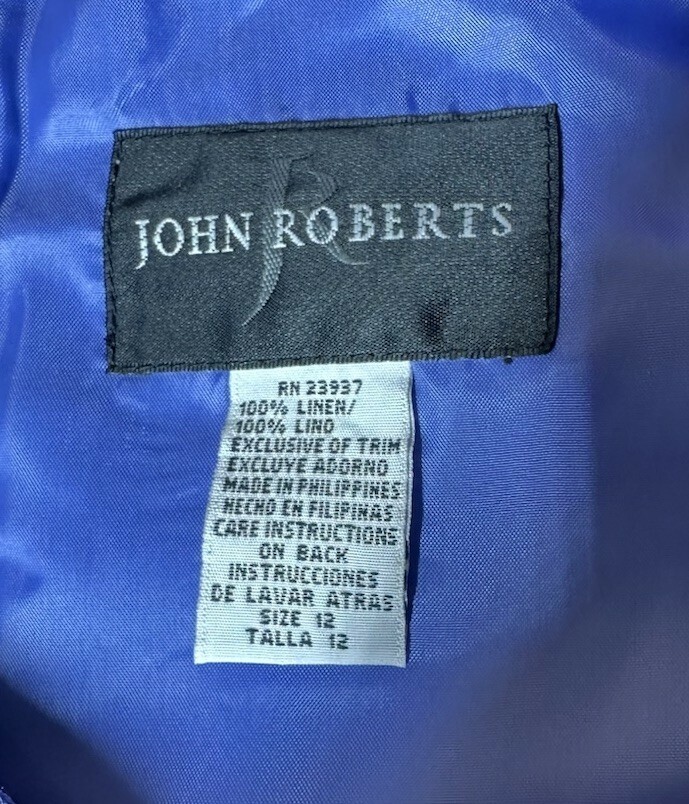 JOHN ROBERTS
RN 23937
100% LINEN/
100% LINO
EXCLUSIVE OF TRIM
EXCLUYE ADORNO
MADE IN PHILIPPINES
HECHO EN FILIPINAS
CARE INSTRUCTIONS
ON BACK
INSTRUCCIONES
DE LAVAR ATRAS
SIZE 12
TALLA 12